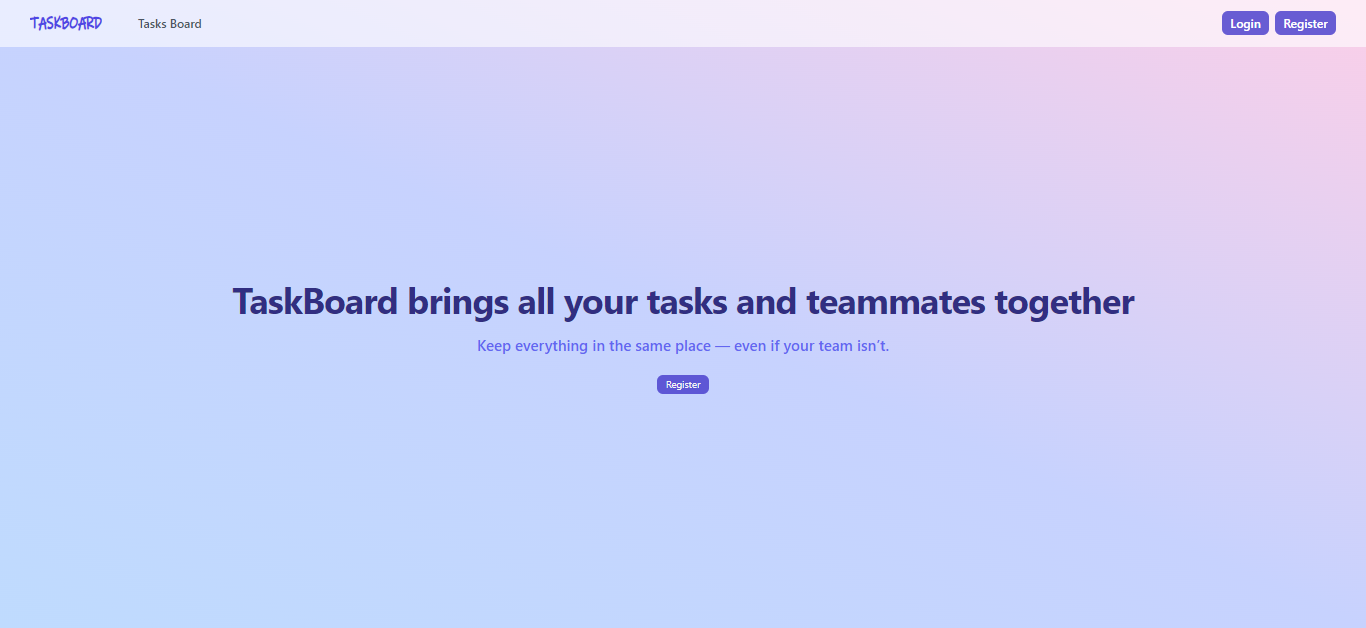 TASKBOARD Tasks Board Login Register
TaskBoard brings all your tasks and teammates together
Keep everything in the same place — even if your team isn't.
Register